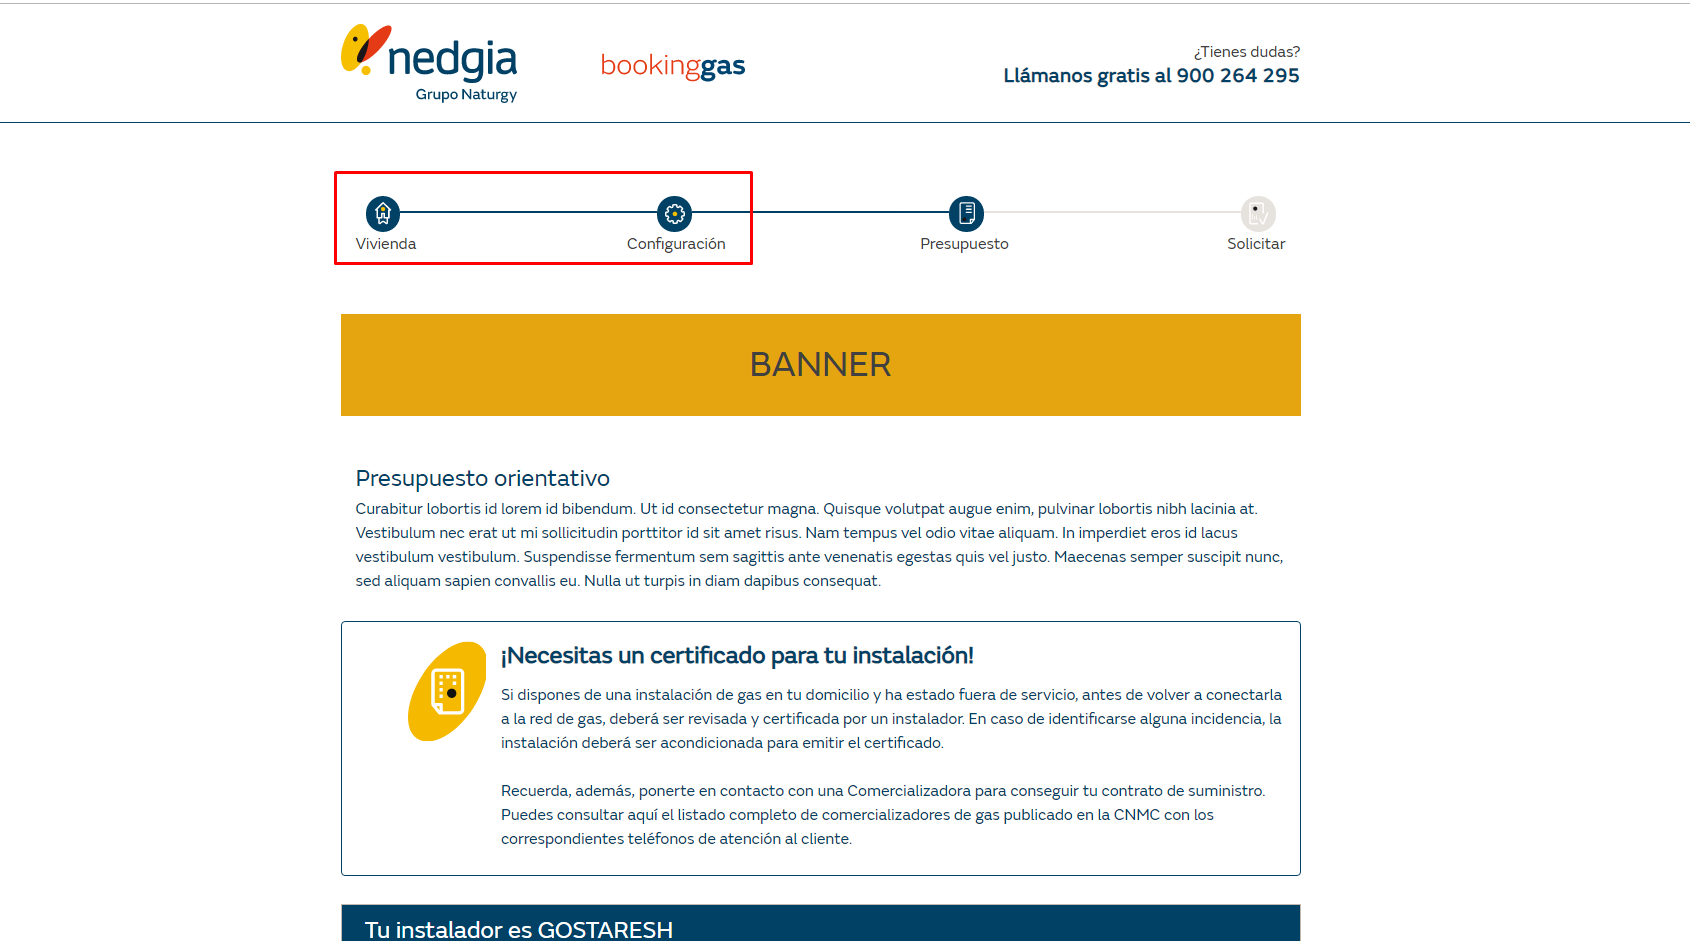 nedgia
Grupo Naturgy
bookinggas
¿Tienes dudas?
Llámanos gratis al 900 264 295
Vivienda
Configuración
Presupuesto
Solicitar
BANNER
Presupuesto orientativo
Curabitur lobortis id lorem id bibendum. Ut id consectetur magna. Quisque volutpat augue enim, pulvinar lobortis nibh lacinia at.
Vestibulum nec erat ut mi sollicitudin porttitor id sit amet risus. Nam tempus vel odio vitae aliquam. In imperdiet eros id lacus
vestibulum vestibulum. Suspendisse fermentum sem sagittis ante venenatis egestas quis vel justo. Maecenas semper suscipit nunc,
sed aliquam sapien convallis eu. Nulla ut turpis in diam dapibus consequat.
¡Necesitas un certificado para tu instalación!
Si dispones de una instalación de gas en tu domicilio y ha estado fuera de servicio, antes de volver a conectarla
a la red de gas, deberá ser revisada y certificada por un instalador. En caso de identificarse alguna incidencia, la
instalación deberá ser acondicionada para emitir el certificado.
Recuerda, además, ponerte en contacto con una Comercializadora para conseguir tu contrato de suministro.
Puedes consultar aquí el listado completo de comercializadores de gas publicado en la CNMC con los
correspondientes teléfonos de atención al cliente.
Tu instalador es GOSTARESH